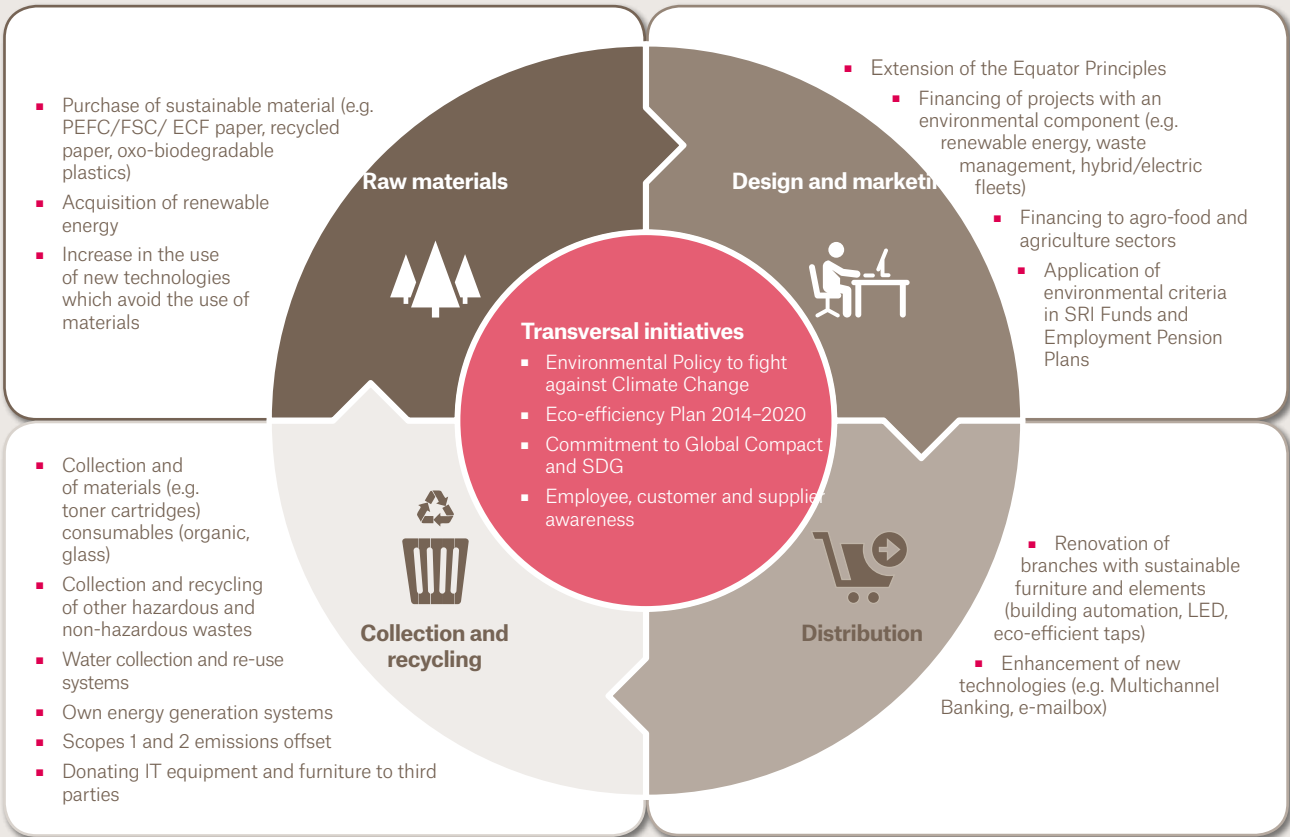 ■ Purchase of sustainable material (e.g.
PEFC/FSC/ ECF paper, recycled
paper, oxo-biodegradable
plastics)
■ Acquisition of renewable
energy
■ Increase in the use
of new technologies
which avoid the use of
materials
Raw materials
■ Extension of the Equator Principles
■ Financing of projects with an
environmental component (e.g.
renewable energy, waste
management, hybrid/electric
fleets)
■ Financing to agro-food and
agriculture sectors
■ Application of
environmental criteria
in SRI Funds and
Employment Pension
Plans
Design and marketin
Transversal initiatives
■ Environmental Policy to fight
against Climate Change
■ Eco-efficiency Plan 2014–2020
■ Commitment to Global Compact
and SDG
■ Employee, customer and supplier
awareness
■ Collection and
of materials (e.g.
toner cartridges)
consumables (organic,
glass)
■ Collection and recycling
of other hazardous and
non-hazardous wastes
■ Water collection and re-use
systems
■ Own energy generation systems
■ Scopes 1 and 2 emissions offset
■ Donating IT equipment and furniture to third
parties
Collection and
recycling
Distribution
■ Renovation of
branches with sustainable
furniture and elements
(building automation, LED,
eco-efficient taps)
■ Enhancement of new
technologies (e.g. Multichannel
Banking, e-mailbox)